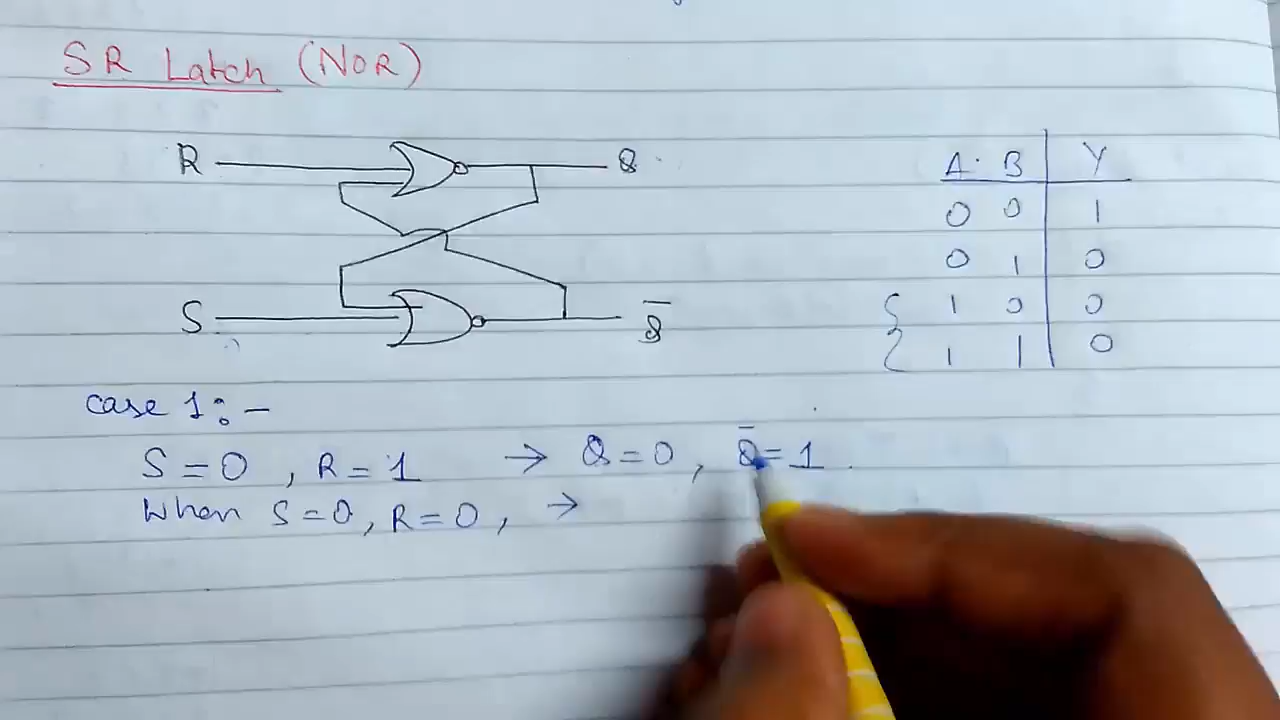 SR Latch (NOR)
R Q
S Q̅
A B Y
0 0 1
0 1 0
1 0 0
1 1 0
case 1:-
S=0, R=1 → Q=0, Q̅=1
When S=0, R=0, →